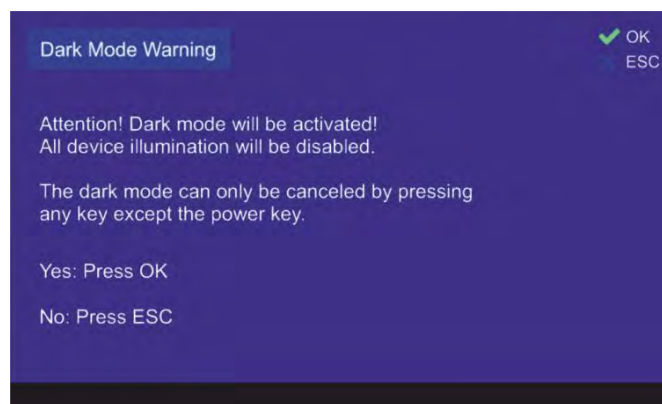 Dark Mode Warning
OK
ESC
Attention! Dark mode will be activated!
All device illumination will be disabled.
The dark mode can only be canceled by pressing
any key except the power key.
Yes: Press OK
No: Press ESC